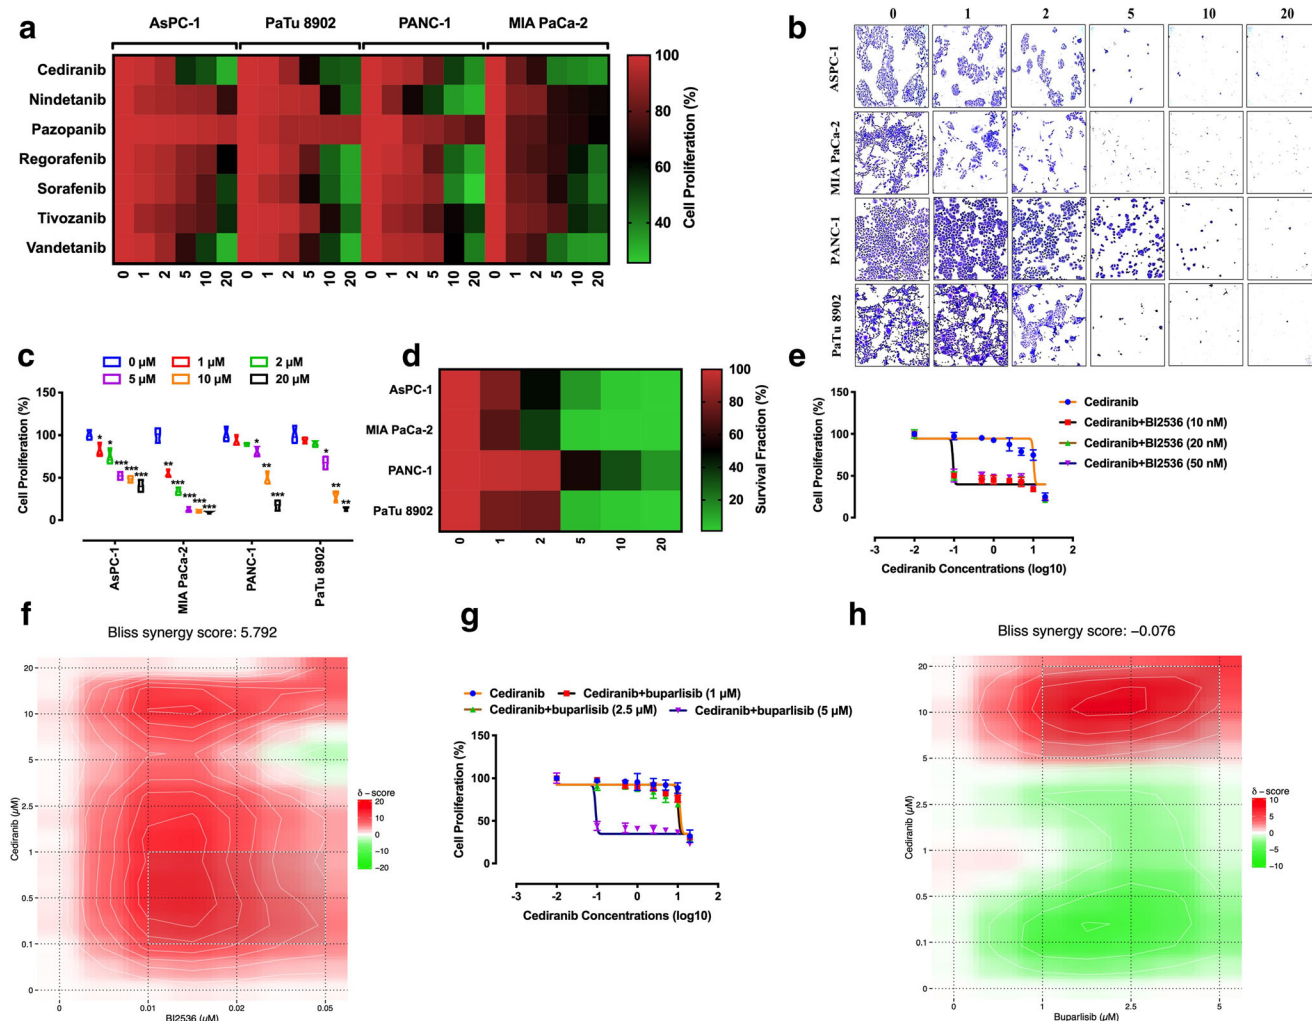 a
AsPC-1 PaTu 8902 PANC-1 MIA PaCa-2
Cediranib
Nindetanib
Pazopanib
Regorafenib
Sorafenib
Tivozanib
Vandetanib
0 1 2 5 10 20 0 1 2 5 10 20 0 1 2 5 10 20 0 1 2 5 10 20
100
80
60
40
Cell Proliferation (%)
b
0 1 2 5 10 20
ASPC-1
MIA PaCa-2
PANC-1
PaTu 8902
c
0 µM 1 µM 2 µM
5 µM 10 µM 20 µM
Cell Proliferation (%)
150
100
50
0
* * *** *** ***
** *** *** *** ***
* ** ***
* ** **
AsPC-1
MIA PaCa-2
PANC-1
PaTu 8902
d
AsPC-1
MIA PaCa-2
PANC-1
PaTu 8902
0 1 2 5 10 20
100
80
60
40
20
Survival Fraction (%)
e
Cell Proliferation (%)
150
100
50
0
Cediranib
Cediranib+BI2536 (10 nM)
Cediranib+BI2536 (20 nM)
Cediranib+BI2536 (50 nM)
-3 -2 -1 0 1 2
Cediranib Concentrations (log10)
f
Bliss synergy score: 5.792
Cediranib (µM)
20
10
5
2.5
1
0.5
0.1
0
0 0.01 0.02 0.05
BI2536 (µM)
δ - score
20
10
0
−10
−20
g
Cediranib Cediranib+buparlisib (1 µM)
Cediranib+buparlisib (2.5 µM) Cediranib+buparlisib (5 µM)
Cell Proliferation (%)
150
100
50
0
-3 -2 -1 0 1 2
Cediranib Concentrations (log10)
h
Bliss synergy score: −0.076
Cediranib (µM)
20
10
5
2.5
1
0.5
0.1
0
0 1 2.5 5
Buparlisib (µM)
δ - score
10
5
0
−5
−10